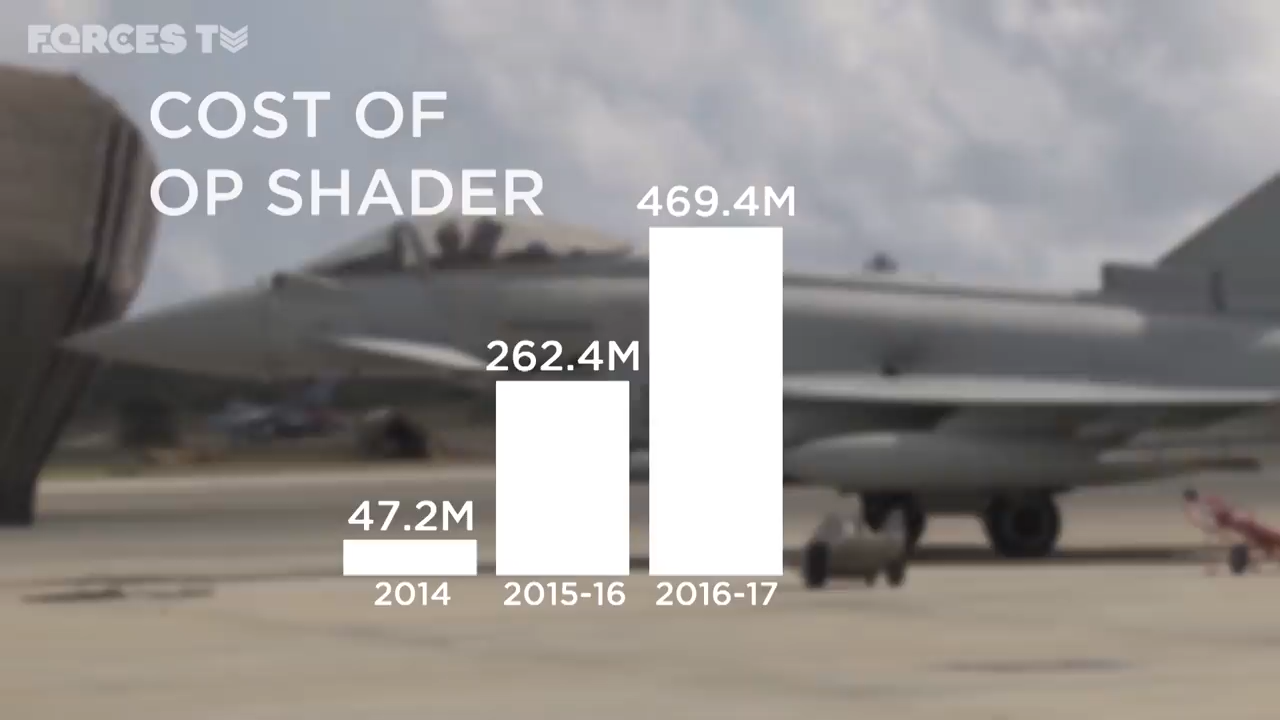 FORCES TV
COST OF
OP SHADER
469.4M
262.4M
47.2M
2014
2015-16
2016-17